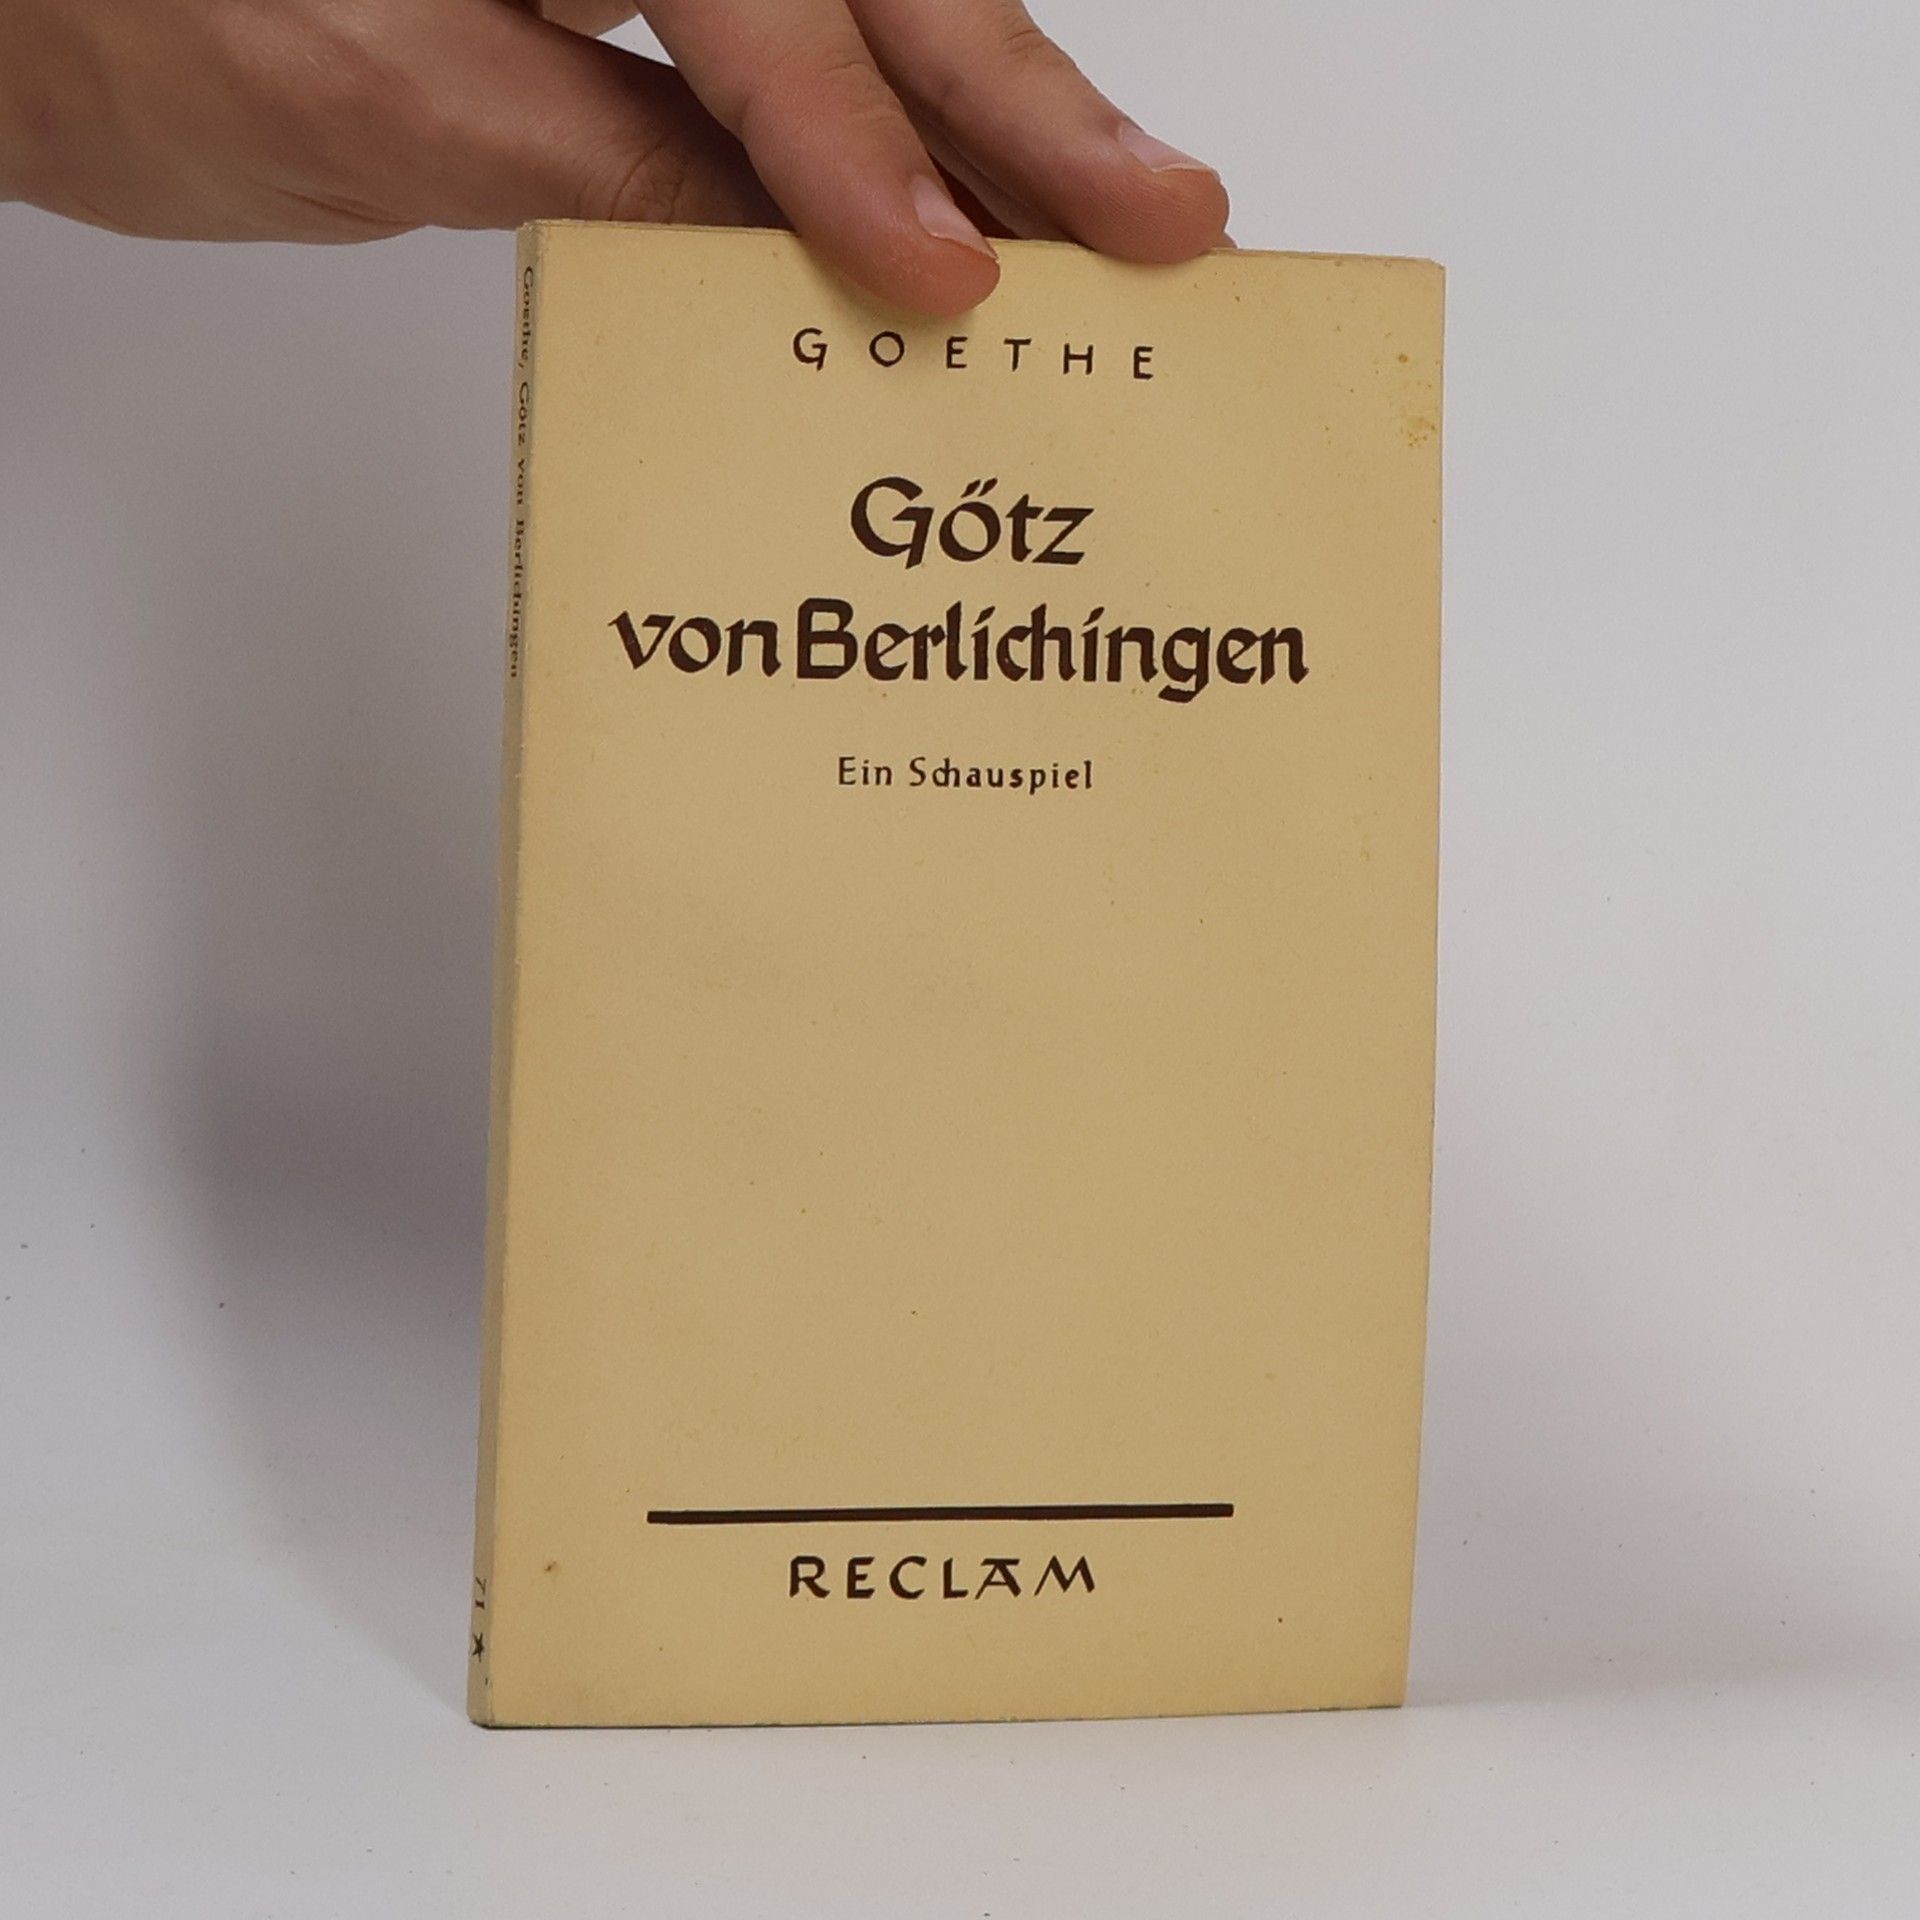 GOETHE
Götz
von Berlichingen
Ein Schauspiel
RECLAM
Goethe, Götz von Berlichingen
71 ★